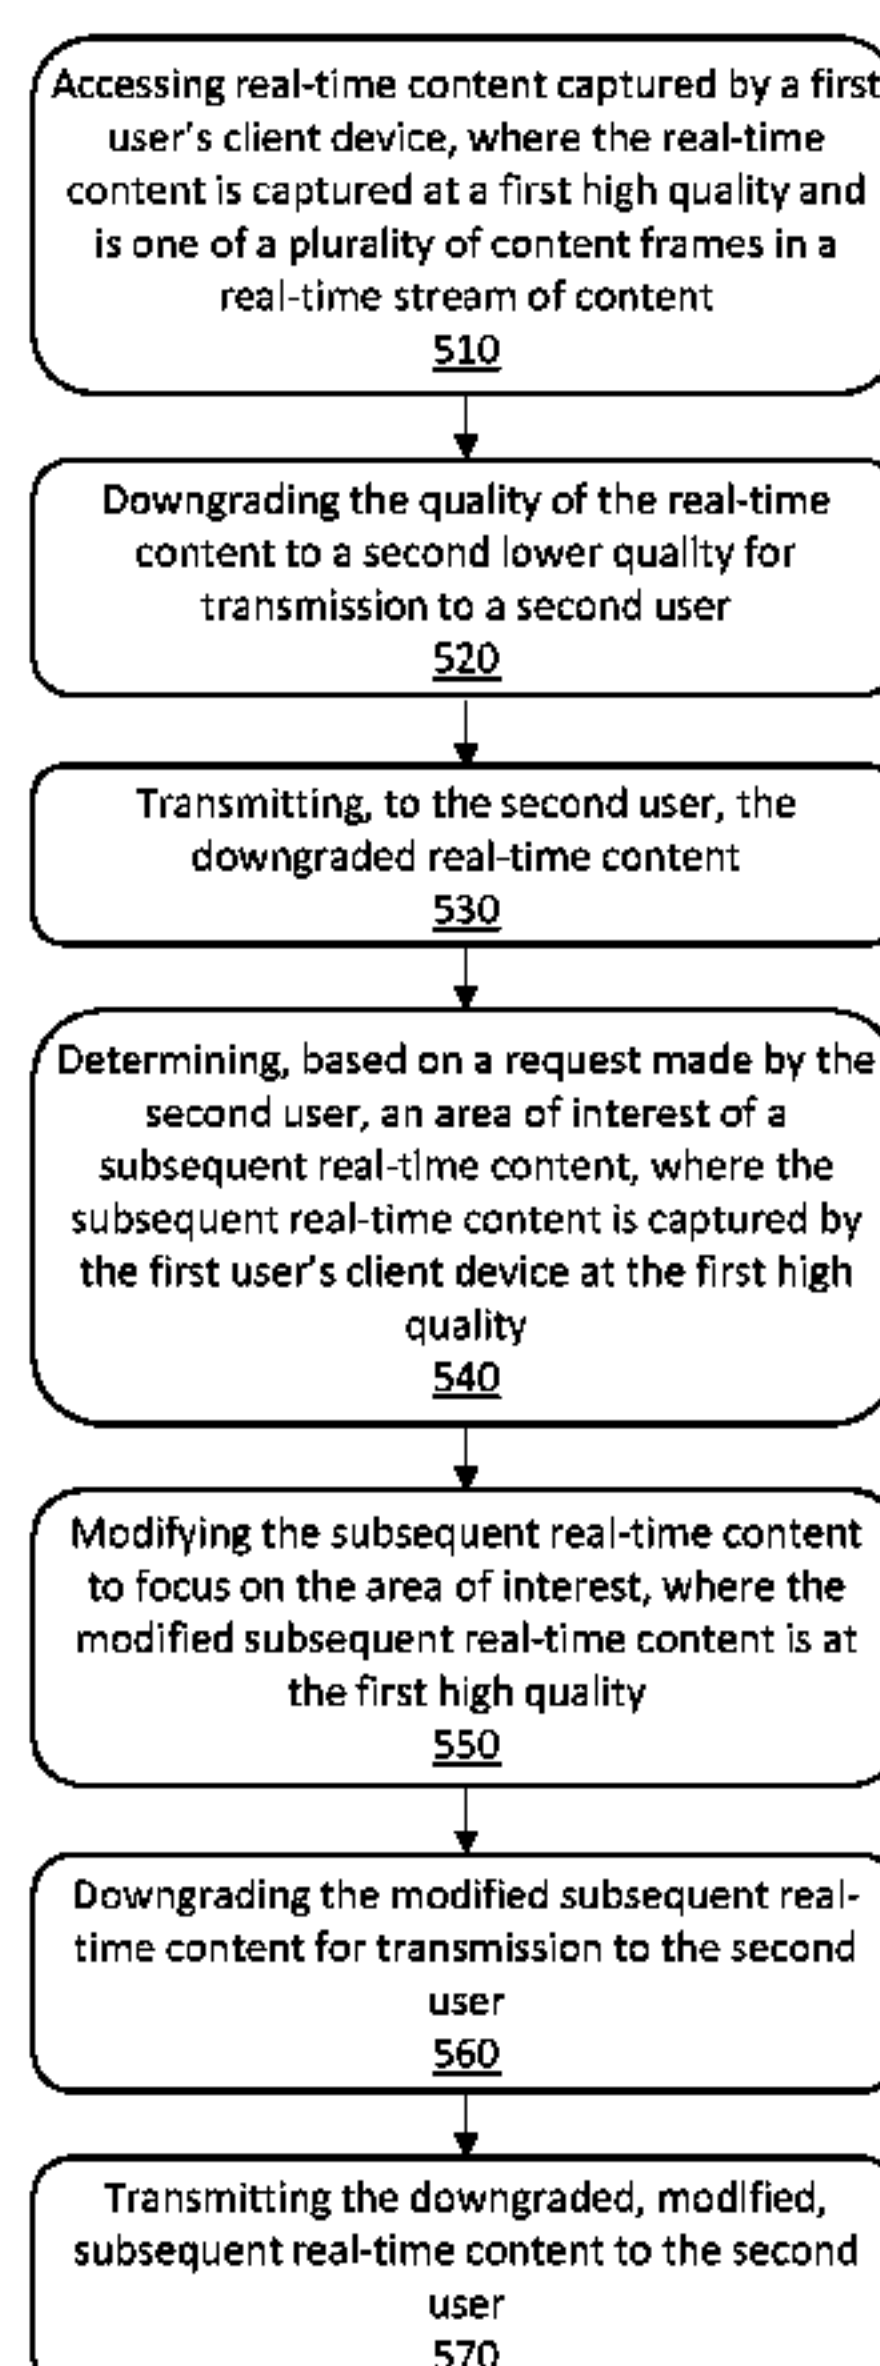 Accessing real-time content captured by a first
user's client device, where the real-time
content is captured at a first high quality and
is one of a plurality of content frames in a
real-time stream of content
510
Downgrading the quality of the real-time
content to a second lower quality for
transmission to a second user
520
Transmitting, to the second user, the
downgraded real-time content
530
Determining, based on a request made by the
second user, an area of interest of a
subsequent real-time content, where the
subsequent real-time content is captured by
the first user's client device at the first high
quality
540
Modifying the subsequent real-time content
to focus on the area of interest, where the
modified subsequent real-time content is at
the first high quality
550
Downgrading the modified subsequent real-
time content for transmission to the second
user
560
Transmitting the downgraded, modified,
subsequent real-time content to the second
user
570